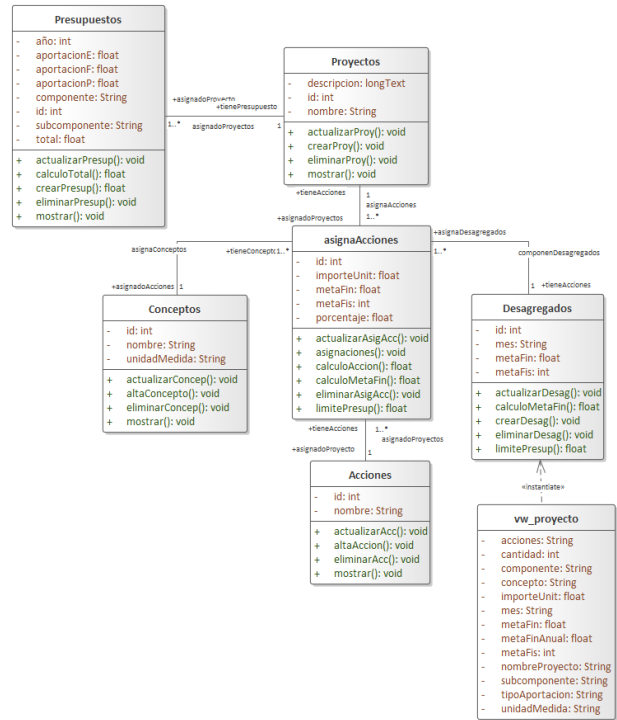 Presupuestos
- año: int
- aportacionE: float
- aportacionF: float
- aportacionP: float
- componente: String
- id: int
- subcomponente: String
- total: float
+ actualizarPresup(): void
+ calculoTotal(): float
+ crearPresup(): float
+ eliminarPresup(): void
+ mostrar(): void
+asignadoProyecto
+tienePresupuesto
1..*
asignadoProyectos
1
Proyectos
- descripcion: longText
- id: int
- nombre: String
+ actualizarProy(): void
+ crearProy(): void
+ eliminarProy(): void
+ mostrar(): void
+tieneAcciones
1
asignaAcciones
+asignadoProyectos
1..*
asignaAcciones
- id: int
- importeUnit: float
- metaFin: float
- metaFis: int
- porcentaje: float
+ actualizarAsigAcc(): void
+ asignaciones(): void
+ calculoAccion(): float
+ calculoMetaFin(): float
+ eliminarAsigAcc(): void
+ limitePresup(): float
asignaConceptos
+tieneConcepto
1..*
+asignadoAcciones
1
Conceptos
- id: int
- nombre: String
- unidadMedida: String
+ actualizarConcep(): void
+ altaConcepto(): void
+ eliminarConcep(): void
+ mostrar(): void
+asignaDesagregados
1..*
componenDesagregados
1
+tieneAcciones
Desagregados
- id: int
- mes: String
- metaFin: float
- metaFis: int
+ actualizarDesag(): void
+ calculoMetaFin(): float
+ crearDesag(): void
+ eliminarDesag(): void
+ limitePresup(): float
+tieneAcciones
1..*
asignadoProyectos
+asignadoProyecto
1
Acciones
- id: int
- nombre: String
+ actualizarAcc(): void
+ altaAccion(): void
+ eliminarAcc(): void
+ mostrar(): void
«instantiate»
vw_proyecto
- acciones: String
- cantidad: int
- componente: String
- concepto: String
- importeUnit: float
- mes: String
- metaFin: float
- metaFinAnual: float
- metaFis: int
- nombreProyecto: String
- subcomponente: String
- tipoAportacion: String
- unidadMedida: String